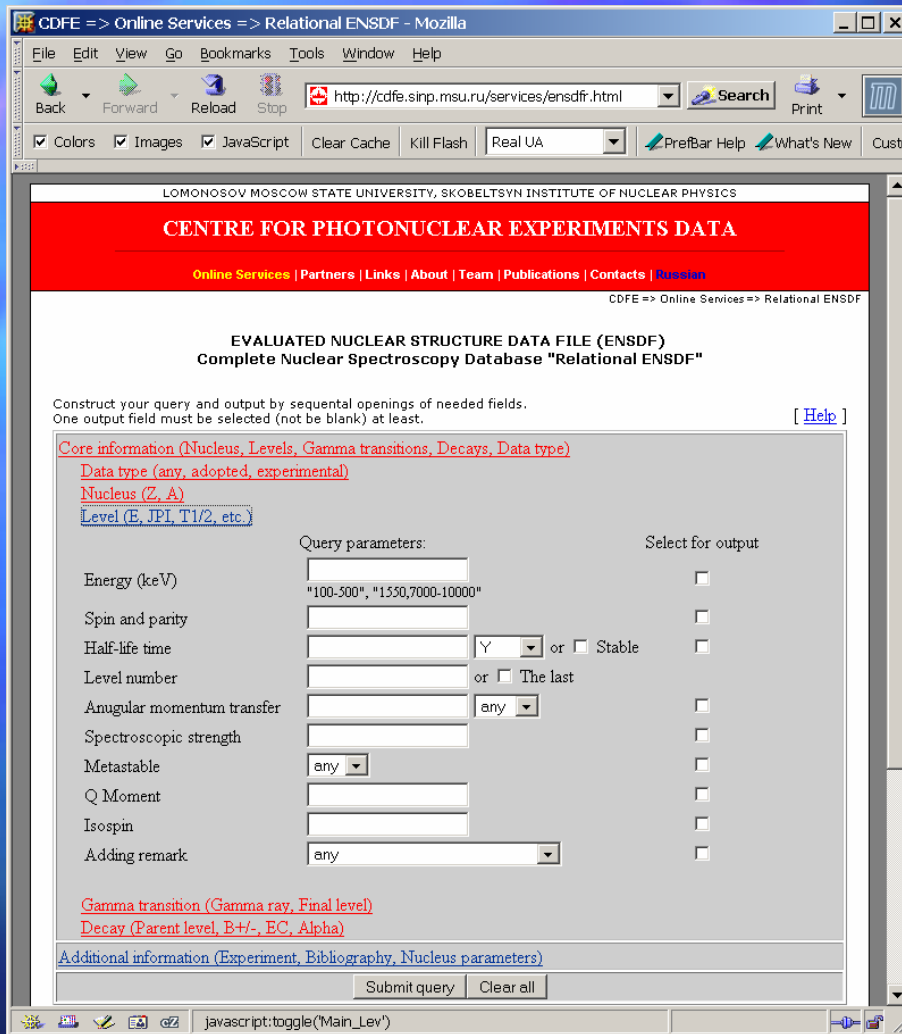 CDFE => Online Services => Relational ENSDF - Mozilla
File Edit View Go Bookmarks Tools Window Help
Back Forward Reload Stop http://cdfe.sinp.msu.ru/services/ensdfr.html Search Print
Colors Images JavaScript Clear Cache Kill Flash Real UA PrefBar Help What's New Cust
LOMONOSOV MOSCOW STATE UNIVERSITY, SKOBELTSYN INSTITUTE OF NUCLEAR PHYSICS
CENTRE FOR PHOTONUCLEAR EXPERIMENTS DATA
Online Services | Partners | Links | About | Team | Publications | Contacts | Russian
CDFE => Online Services => Relational ENSDF
EVALUATED NUCLEAR STRUCTURE DATA FILE (ENSDF)
Complete Nuclear Spectroscopy Database "Relational ENSDF"
Construct your query and output by sequental openings of needed fields.
One output field must be selected (not be blank) at least. [ Help ]
Core information (Nucleus, Levels, Gamma transitions, Decays, Data type)
Data type (any, adopted, experimental)
Nucleus (Z, A)
Level (E, JPI, T1/2, etc.)
Query parameters: Select for output
Energy (keV)
"100-500", "1550,7000-10000"
Spin and parity
Half-life time Y or Stable
Level number or The last
Anugular momentum transfer any
Spectroscopic strength
Metastable any
Q Moment
Isospin
Adding remark any
Gamma transition (Gamma ray, Final level)
Decay (Parent level, B+/-, EC, Alpha)
Additional information (Experiment, Bibliography, Nucleus parameters)
Submit query Clear all
javascript:toggle('Main_Lev')